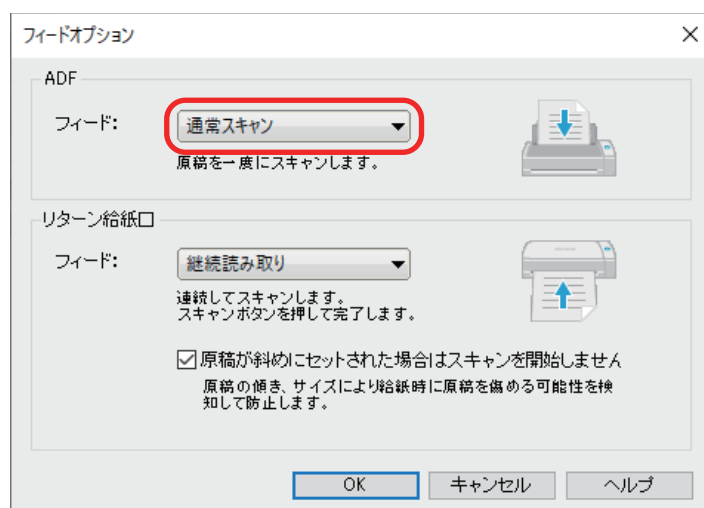 フィードオプション
ADF
フィード:
通常スキャン
原稿を一度にスキャンします。
リターン給紙口
フィード:
継続読み取り
連続してスキャンします。
スキャンボタンを押して完了します。
原稿が斜めにセットされた場合はスキャンを開始しません
原稿の傾き、サイズにより給紙時に原稿を傷める可能性を検
知して防止します。
OK
キャンセル
ヘルプ